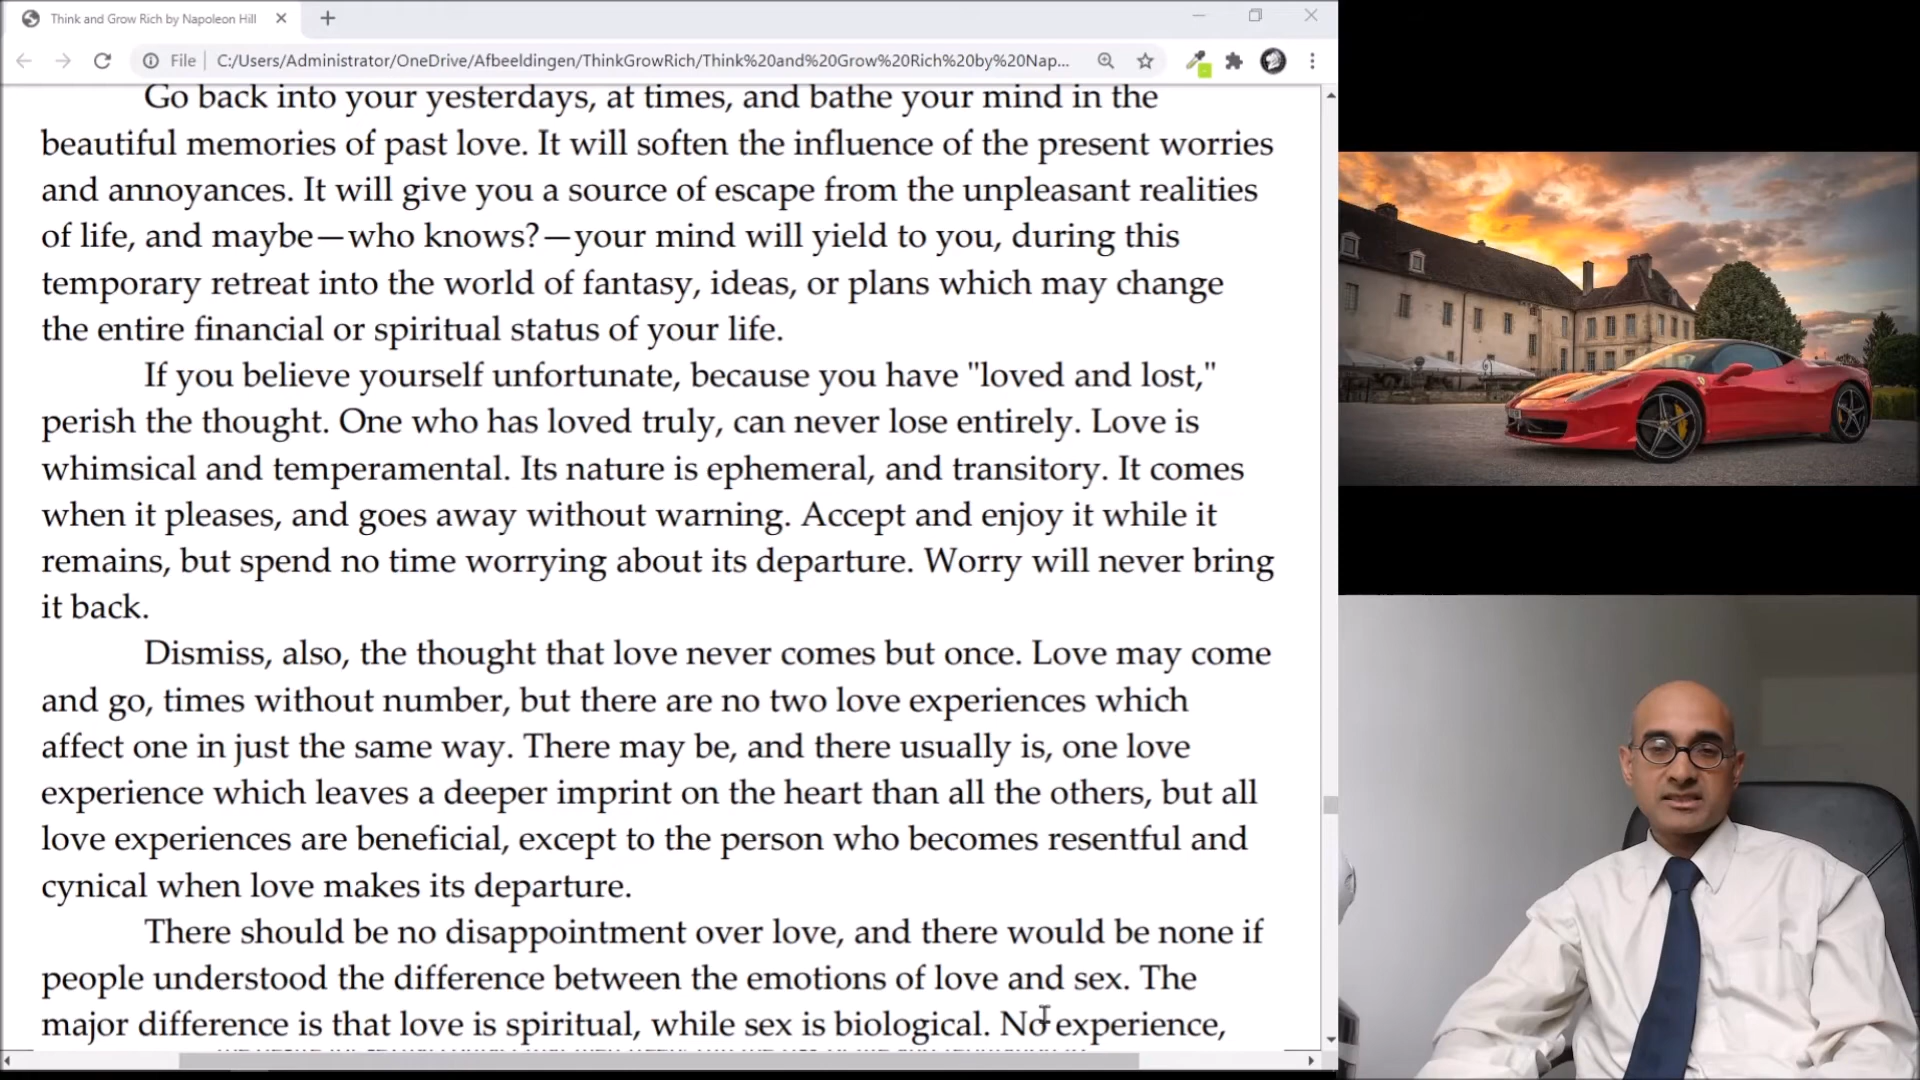 Think and Grow Rich by Napoleon Hill
File
C:/Users/Administrator/OneDrive/Afbeeldingen/ThinkGrowRich/Think%20and%20Grow%20Rich%20by%20Nap...
Go back into your yesterdays, at times, and bathe your mind in the
beautiful memories of past love. It will soften the influence of the present worries
and annoyances. It will give you a source of escape from the unpleasant realities
of life, and maybe—who knows?—your mind will yield to you, during this
temporary retreat into the world of fantasy, ideas, or plans which may change
the entire financial or spiritual status of your life.
If you believe yourself unfortunate, because you have "loved and lost,"
perish the thought. One who has loved truly, can never lose entirely. Love is
whimsical and temperamental. Its nature is ephemeral, and transitory. It comes
when it pleases, and goes away without warning. Accept and enjoy it while it
remains, but spend no time worrying about its departure. Worry will never bring
it back.
Dismiss, also, the thought that love never comes but once. Love may come
and go, times without number, but there are no two love experiences which
affect one in just the same way. There may be, and there usually is, one love
experience which leaves a deeper imprint on the heart than all the others, but all
love experiences are beneficial, except to the person who becomes resentful and
cynical when love makes its departure.
There should be no disappointment over love, and there would be none if
people understood the difference between the emotions of love and sex. The
major difference is that love is spiritual, while sex is biological. No experience,